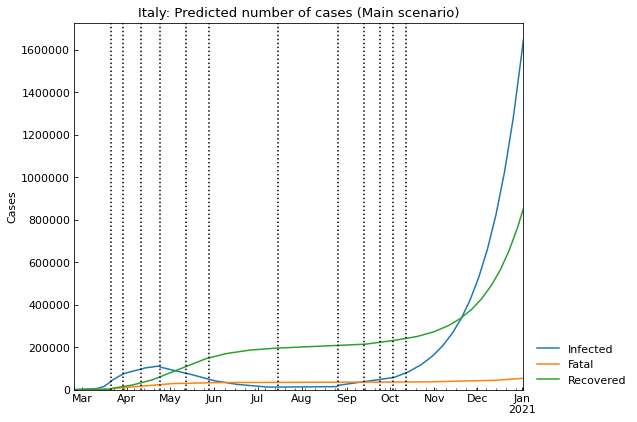 Italy: Predicted number of cases (Main scenario)
Cases
1600000
1400000
1200000
1000000
800000
600000
400000
200000
0
Mar Apr May Jun Jul Aug Sep Oct Nov Dec Jan
2021
Infected
Fatal
Recovered